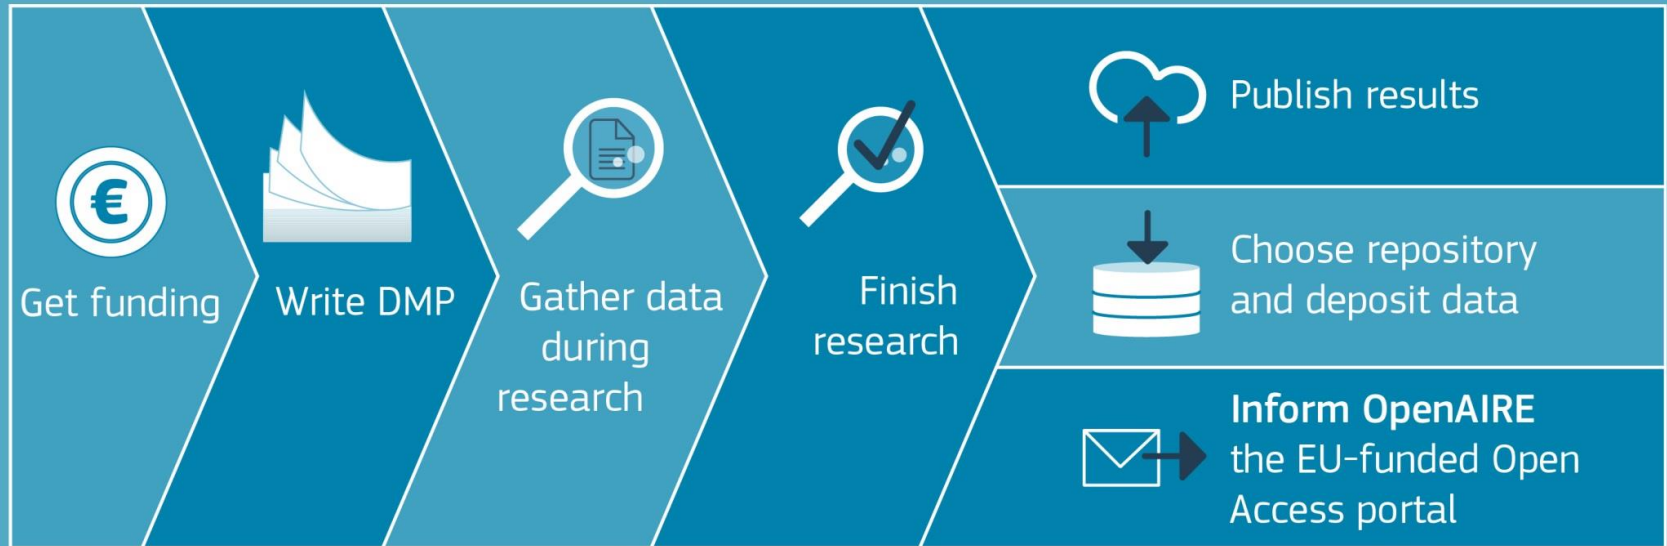 €
Get funding
Write DMP
Gather data
during
research
Finish
research
Publish results
Choose repository
and deposit data
Inform OpenAIRE
the EU-funded Open
Access portal